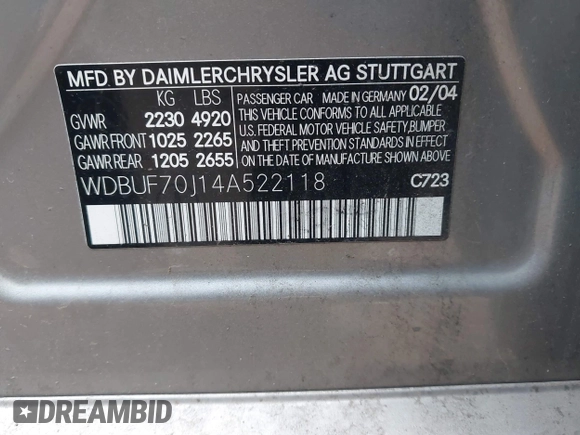 MFD BY DAIMLERCHRYSLER AG STUTTGART
KG LBS
GVWR 2230 4920
GAWR FRONT 1025 2265
GAWR REAR 1205 2655
PASSENGER CAR MADE IN GERMANY 02/04
THIS VEHICLE CONFORMS TO ALL APPLICABLE
U.S. FEDERAL MOTOR VEHICLE SAFETY,BUMPER
AND THEFT PREVENTION STANDARDS IN EFFECT
ON THE DATE OF MANUFACTURE SHOWN ABOVE.
WDBUF70J14A522118 C723
DREAMBID